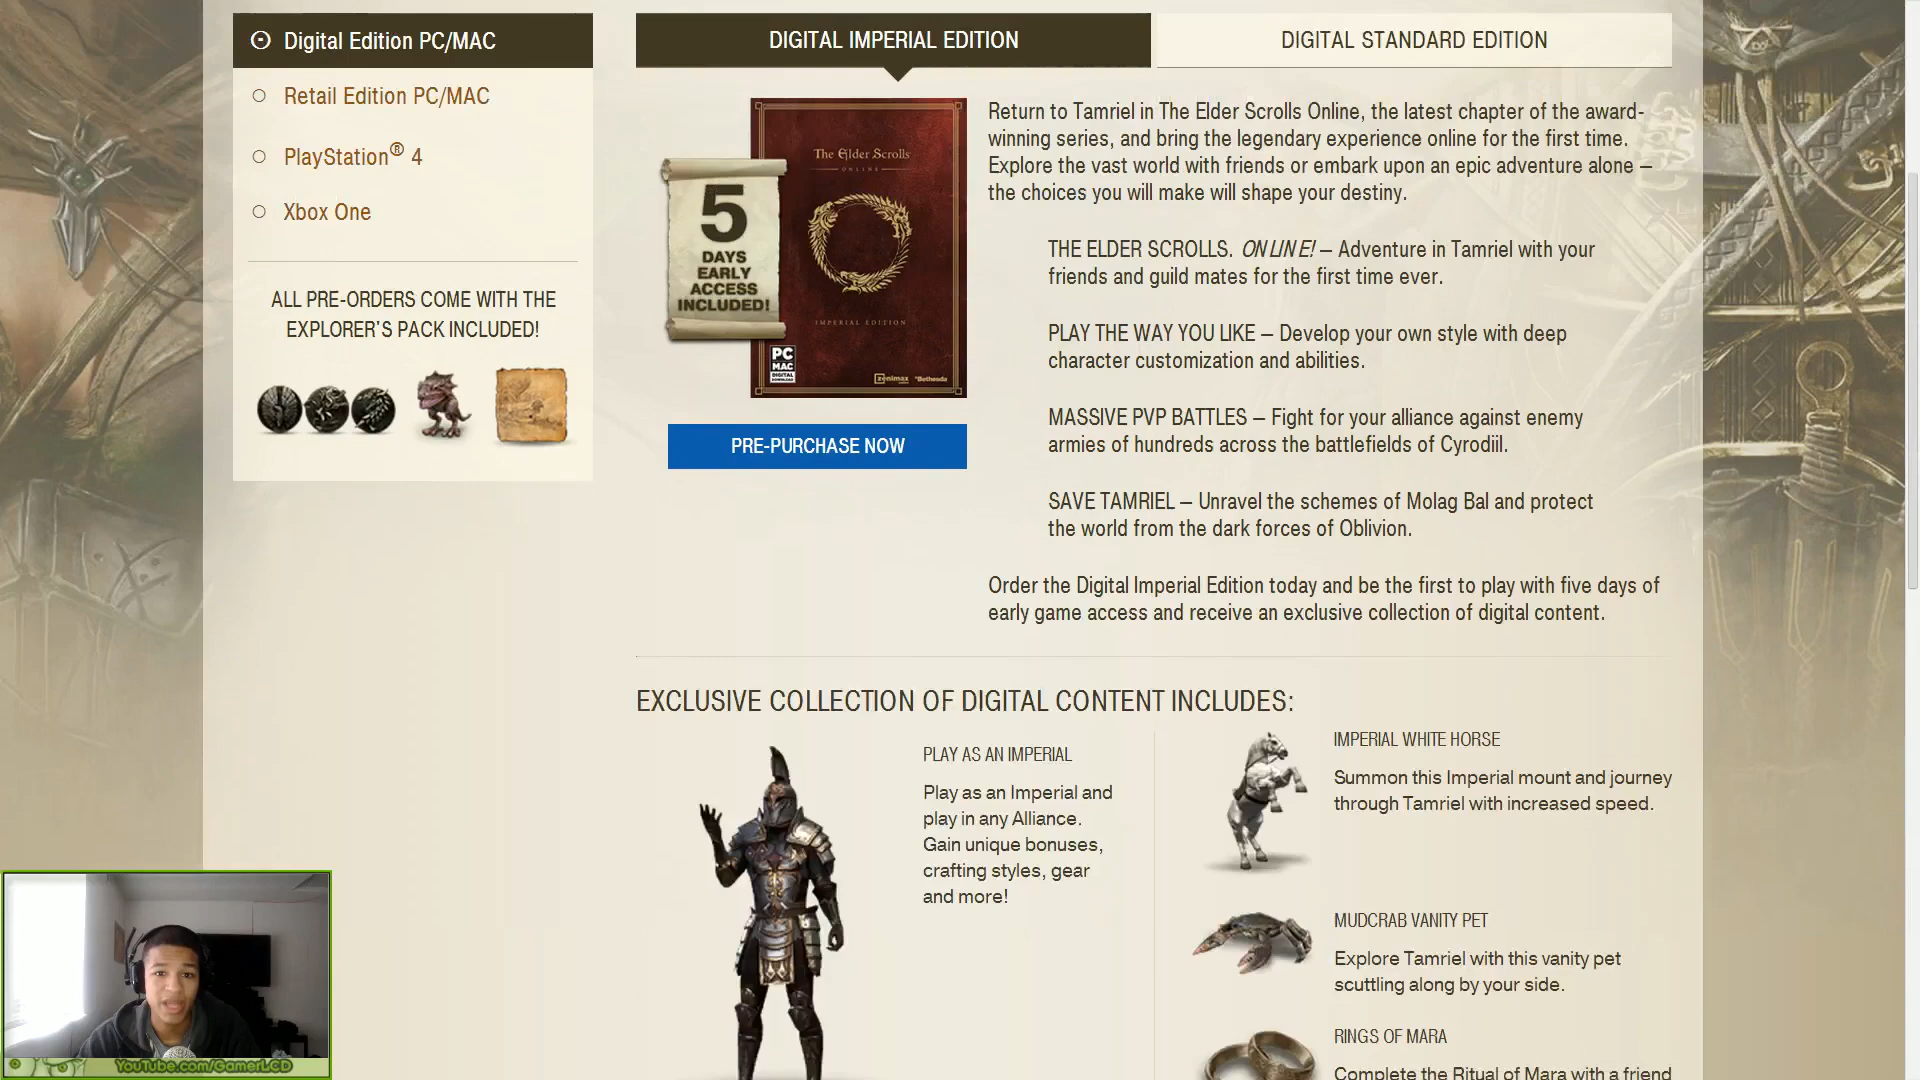 Digital Edition PC/MAC
Retail Edition PC/MAC
PlayStation® 4
Xbox One
ALL PRE-ORDERS COME WITH THE
EXPLORER'S PACK INCLUDED!
DIGITAL IMPERIAL EDITION
DIGITAL STANDARD EDITION
The Elder Scrolls
ONLINE
5
DAYS
EARLY
ACCESS
INCLUDED!
IMPERIAL EDITION
PC
MAC
DIGITAL
DOWNLOAD
zenimax
Bethesda
PRE-PURCHASE NOW
Return to Tamriel in The Elder Scrolls Online, the latest chapter of the award-
winning series, and bring the legendary experience online for the first time.
Explore the vast world with friends or embark upon an epic adventure alone –
the choices you will make will shape your destiny.
THE ELDER SCROLLS. ONLINE! – Adventure in Tamriel with your
friends and guild mates for the first time ever.
PLAY THE WAY YOU LIKE – Develop your own style with deep
character customization and abilities.
MASSIVE PVP BATTLES – Fight for your alliance against enemy
armies of hundreds across the battlefields of Cyrodiil.
SAVE TAMRIEL – Unravel the schemes of Molag Bal and protect
the world from the dark forces of Oblivion.
Order the Digital Imperial Edition today and be the first to play with five days of
early game access and receive an exclusive collection of digital content.
EXCLUSIVE COLLECTION OF DIGITAL CONTENT INCLUDES:
PLAY AS AN IMPERIAL
Play as an Imperial and
play in any Alliance.
Gain unique bonuses,
crafting styles, gear
and more!
IMPERIAL WHITE HORSE
Summon this Imperial mount and journey
through Tamriel with increased speed.
MUDCRAB VANITY PET
Explore Tamriel with this vanity pet
scuttling along by your side.
RINGS OF MARA
Complete the Ritual of Mara with a friend
YouTube.com/GamerLCD